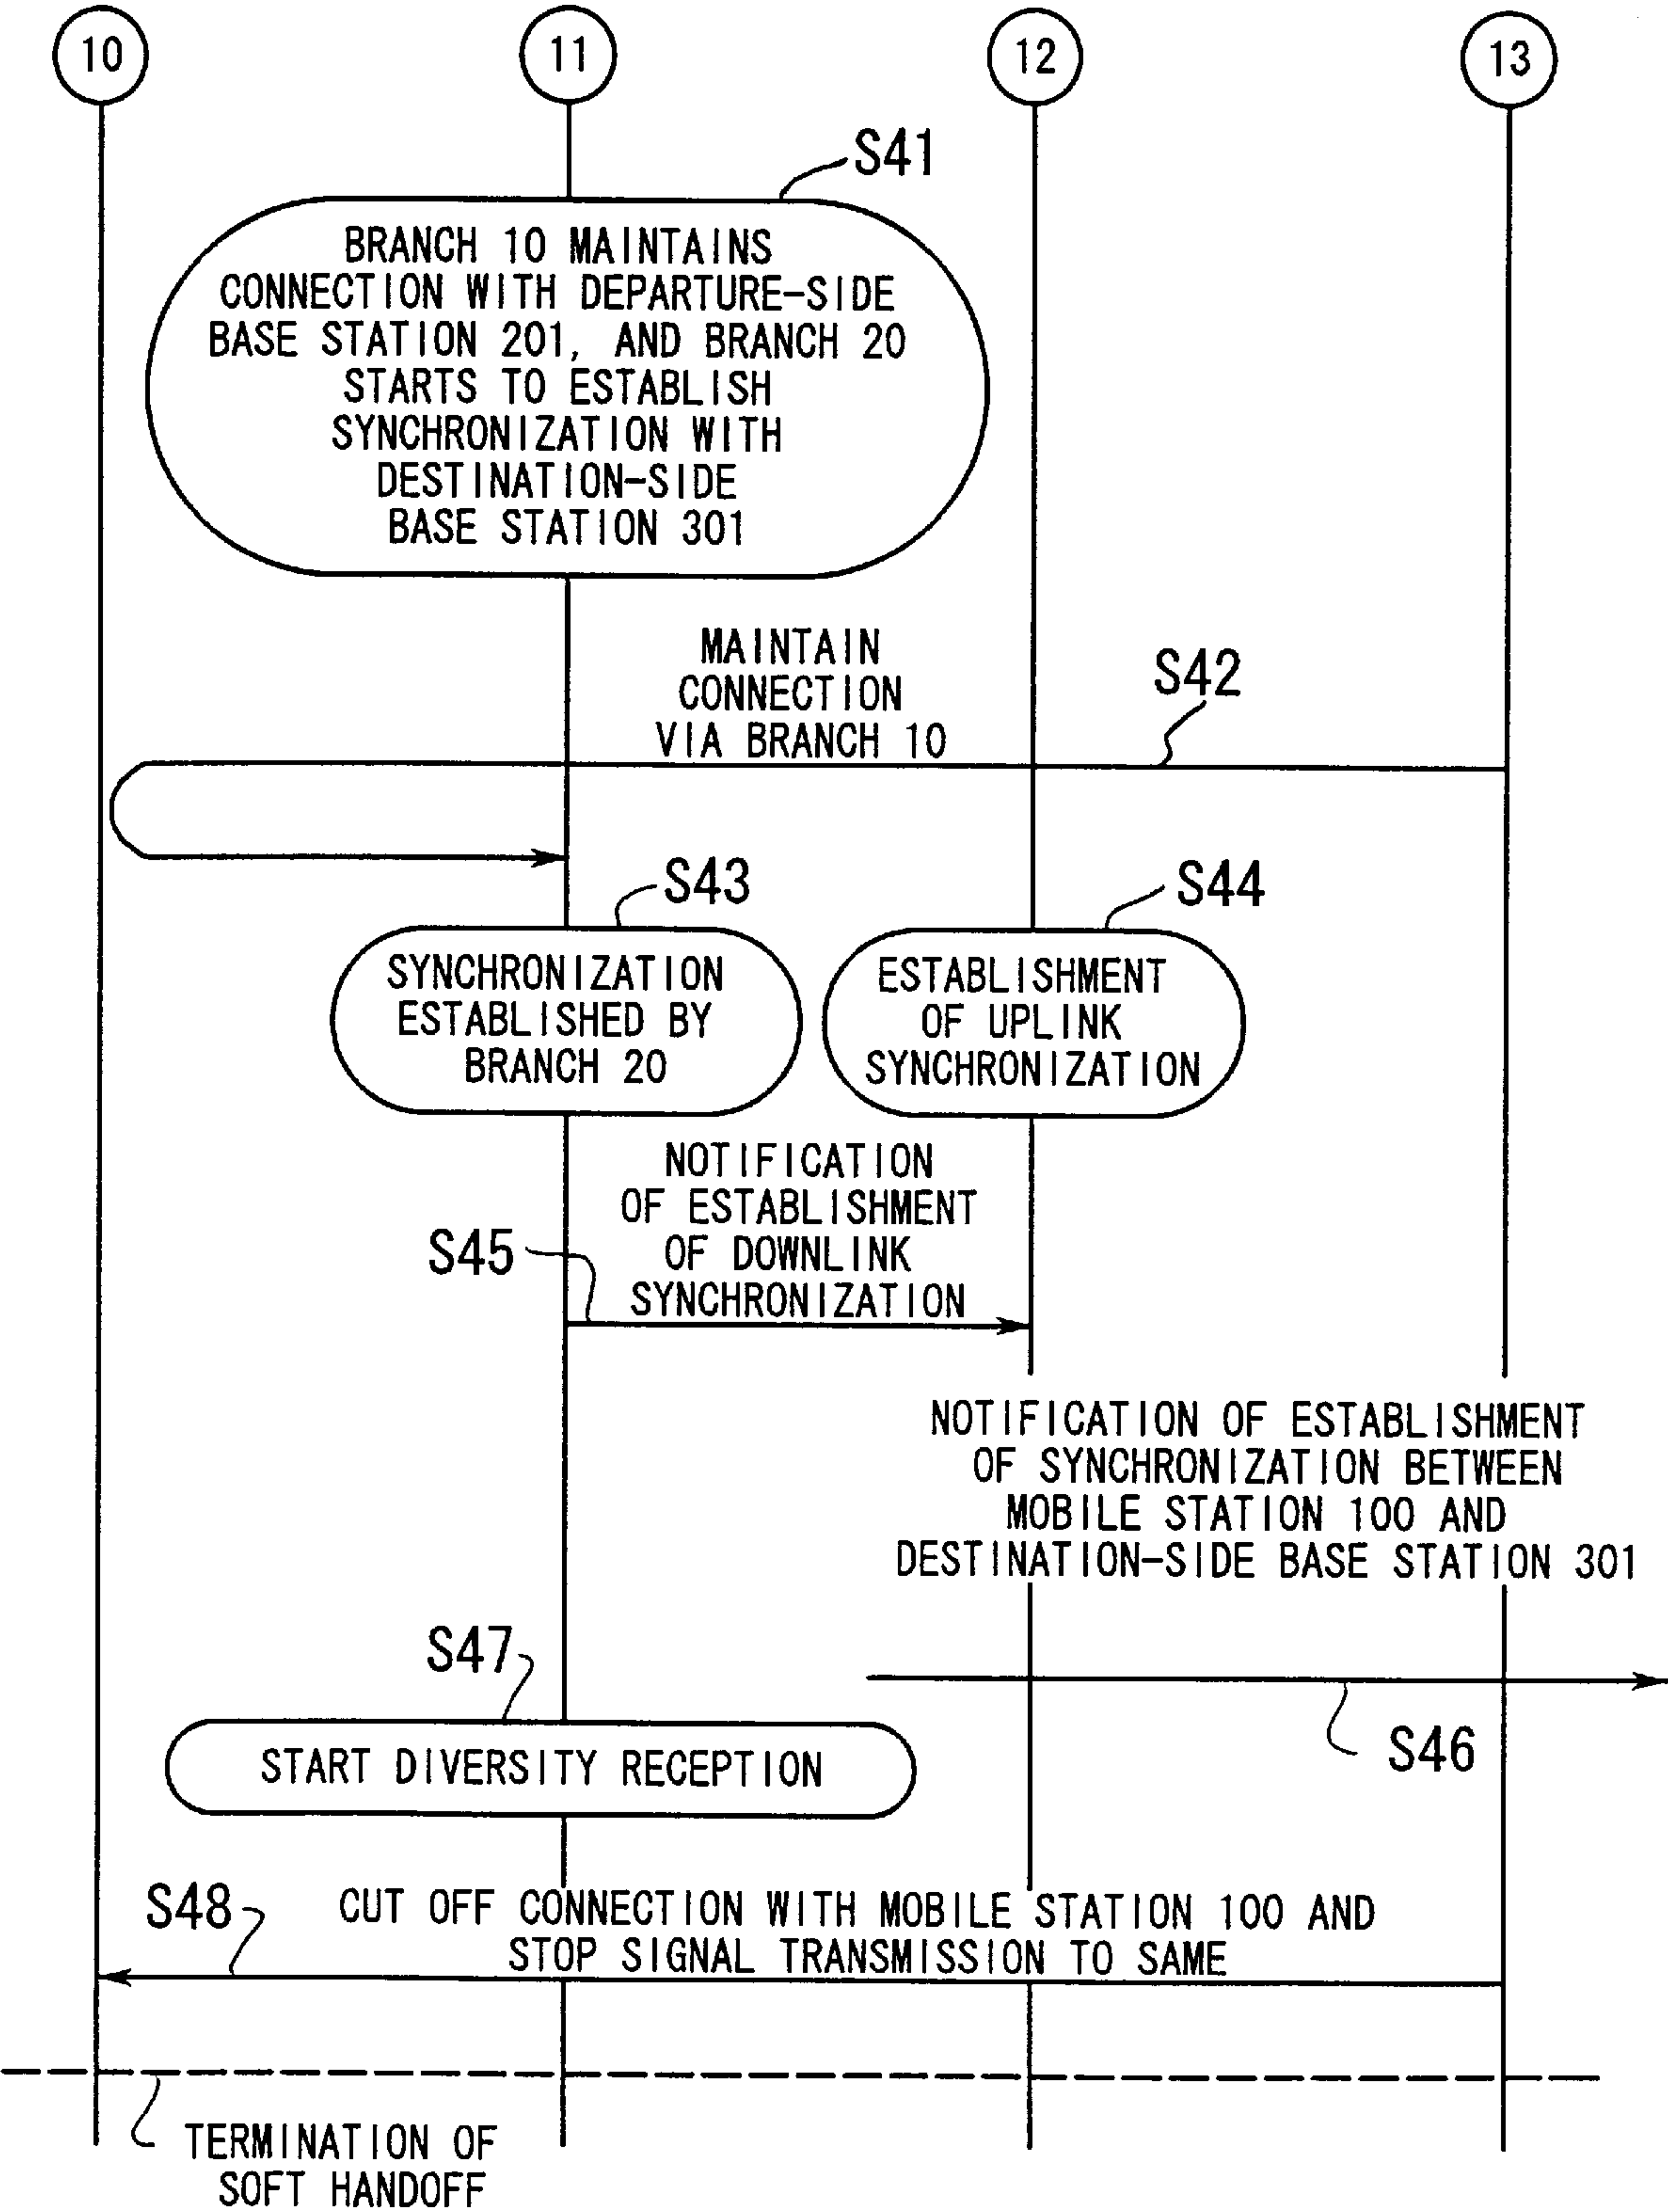 10
11
12
13
S41
BRANCH 10 MAINTAINS
CONNECTION WITH DEPARTURE-SIDE
BASE STATION 201, AND BRANCH 20
STARTS TO ESTABLISH
SYNCHRONIZATION WITH
DESTINATION-SIDE
BASE STATION 301
MAINTAIN
CONNECTION
VIA BRANCH 10
S42
S43
S44
SYNCHRONIZATION
ESTABLISHED BY
BRANCH 20
ESTABLISHMENT
OF UPLINK
SYNCHRONIZATION
NOTIFICATION
OF ESTABLISHMENT
OF DOWNLINK
SYNCHRONIZATION
S45
NOTIFICATION OF ESTABLISHMENT
OF SYNCHRONIZATION BETWEEN
MOBILE STATION 100 AND
DESTINATION-SIDE BASE STATION 301
S47
S46
START DIVERSITY RECEPTION
S48
CUT OFF CONNECTION WITH MOBILE STATION 100 AND
STOP SIGNAL TRANSMISSION TO SAME
TERMINATION OF
SOFT HANDOFF